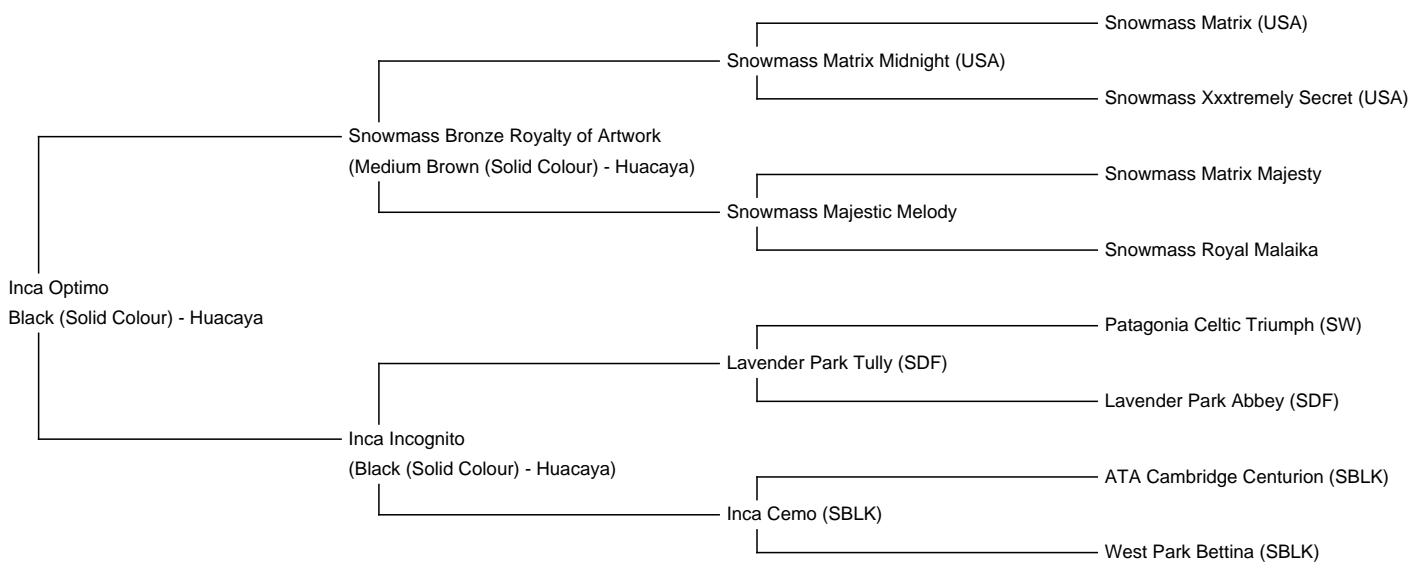 Snowmass Matrix (USA)
Snowmass Matrix Midnight (USA)
Snowmass Xxxtremely Secret (USA)
Snowmass Bronze Royalty of Artwork
(Medium Brown (Solid Colour) - Huacaya)
Snowmass Matrix Majesty
Snowmass Majestic Melody
Snowmass Royal Malaika
Inca Optimo
Black (Solid Colour) - Huacaya
Patagonia Celtic Triumph (SW)
Lavender Park Tully (SDF)
Lavender Park Abbey (SDF)
Inca Incognito
(Black (Solid Colour) - Huacaya)
ATA Cambridge Centurion (SBLK)
Inca Cemo (SBLK)
West Park Bettina (SBLK)